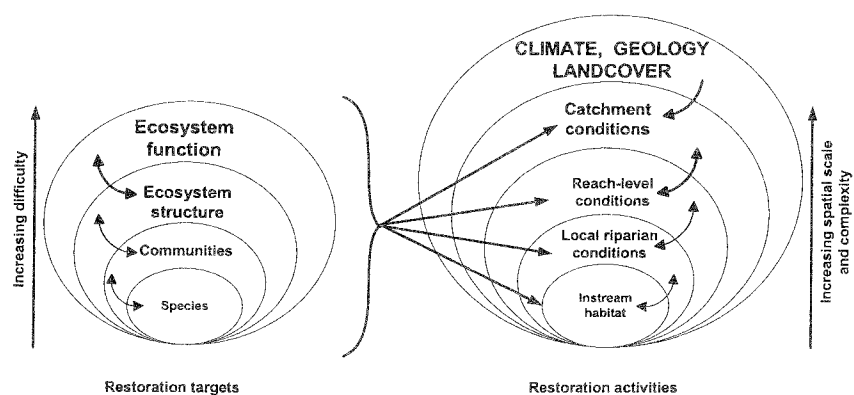 Increasing difficulty
Ecosystem
function
Ecosystem
structure
Communities
Species
Restoration targets
CLIMATE, GEOLOGY
LANDCOVER
Catchment
conditions
Reach-level
conditions
Local riparian
conditions
Instream
habitat
Restoration activities
Increasing spatial scale
and complexity